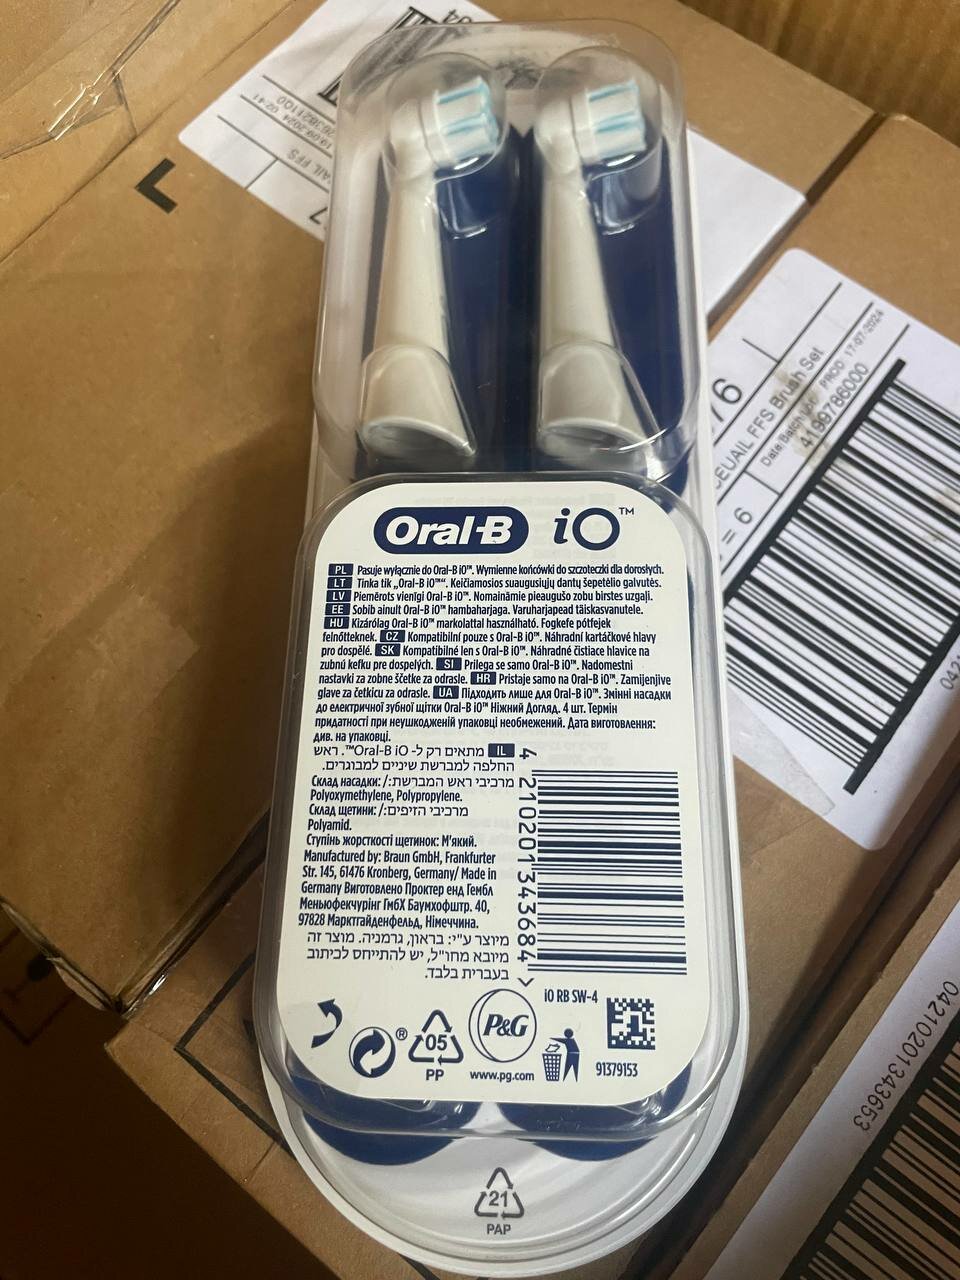 02:41
19.09.2024
Oral-B iO™
PL Pasuje wyłącznie do Oral-B iO™. Wymienne końcówki do szczoteczki dla dorosłych.
LT Tinka tik „Oral-B iO™“. Keičiamosios suaugusiųjų dantų šepetėlio galvutės.
LV Piemērots vienīgi Oral-B iO™. Nomaināmie pieaugušo zobu birstes uzgaļi.
EE Sobib ainult Oral-B iO™ hambaharjaga. Varuharjapead täiskasvanutele.
HU Kizárólag Oral-B iO™ markolattal használható. Fogkefe pótfejek
felnőtteknek. CZ Kompatibilní pouze s Oral-B iO™. Náhradní kartáčkové hlavy
pro dospělé. SK Kompatibilné len s Oral-B iO™. Náhradné čistiace hlavice na
zubnú kefku pre dospelých. SI Prilega se samo Oral-B iO™. Nadomestni
nastavki za zobne ščetke za odrasle. HR Pristaje samo na Oral-B iO™. Zamijenjive
glave za četkicu za odrasle. UA Підходить лише для Oral-B iO™. Змінні насадки
до електричної зубної щітки Oral-B iO™ Ніжний Догляд. 4 шт. Термін
придатності при неушкодженій упаковці необмежений. Дата виготовлення:
див. на упаковці.
IL מתאים רק ל- Oral-B iO™. ראש
החלפה למברשת שיניים למבוגרים.
Склад насадки: /מרכיבי ראש המברשת:
Polyoxymethylene, Polypropylene.
Склад щетини: /מרכיבי הזיפים:
Polyamid.
Ступінь жорсткості щетинок: М'який.
Manufactured by: Braun GmbH, Frankfurter
Str. 145, 61476 Kronberg, Germany/ Made in
Germany Виготовлено Проктер енд Гембл
Меньюфекчурінг ГмбХ Баумхофштр. 40,
97828 Марктгайденфельд, Німеччина.
מיוצר ע"י: בראון, גרמניה. מוצר זה
מיובא מחו"ל, יש להתייחס לכיתוב
בעברית בלבד.
4 210201 343684 >
iO RB SW-4
® 05 PP
P&G
www.pg.com
91379153
21
PAP
= 6
FFS Brush Set
Date/Batch
PROD: 17-07-2024
4199786000
04210201343653